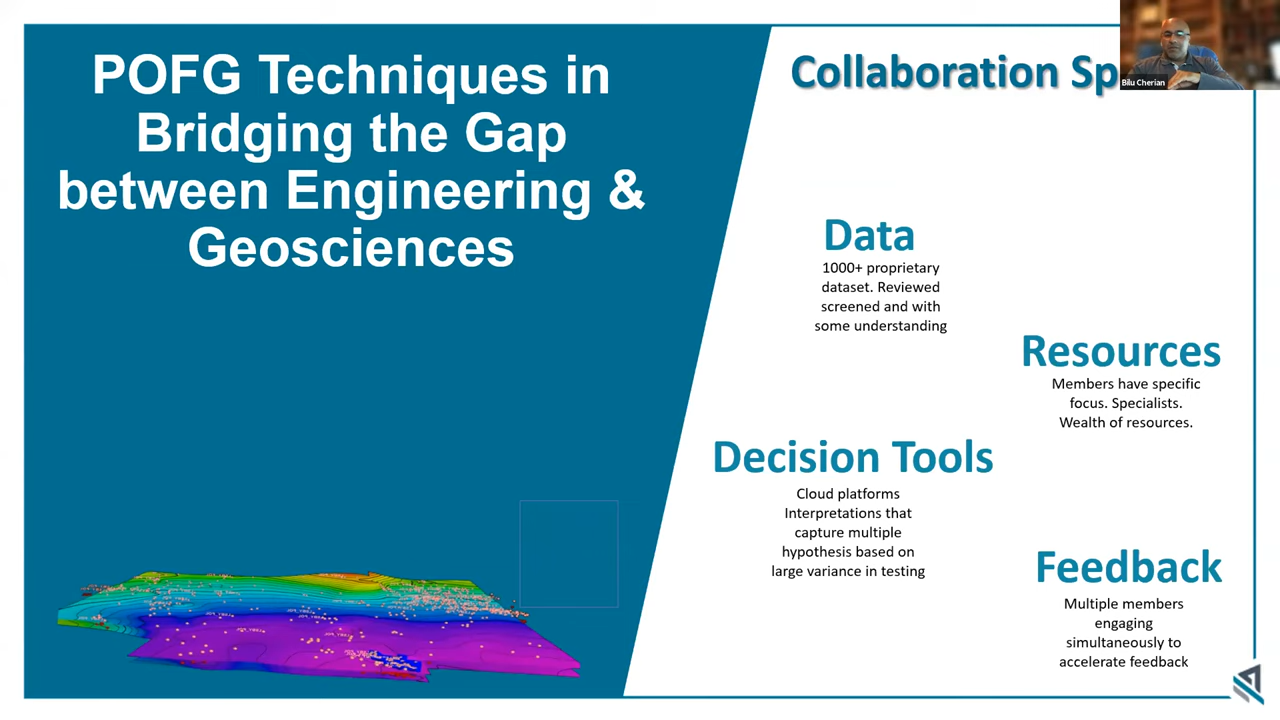 POFG Techniques in
Bridging the Gap
between Engineering &
Geosciences
Collaboration Sp
Bilu Cherian
Data
1000+ proprietary
dataset. Reviewed
screened and with
some understanding
Resources
Members have specific
focus. Specialists.
Wealth of resources.
Decision Tools
Cloud platforms
Interpretations that
capture multiple
hypothesis based on
large variance in testing
Feedback
Multiple members
engaging
simultaneously to
accelerate feedback